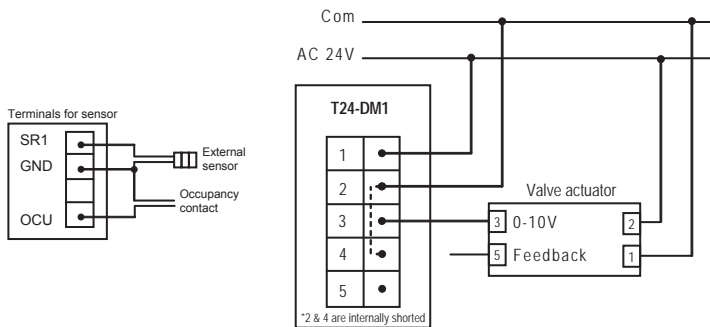 Com
AC 24V
Terminals for sensor
SR1
GND
OCU
External
sensor
Occupancy
contact
T24-DM1
1
2
3
4
5
*2 & 4 are internally shorted
Valve actuator
3 0-10V 2
5 Feedback 1